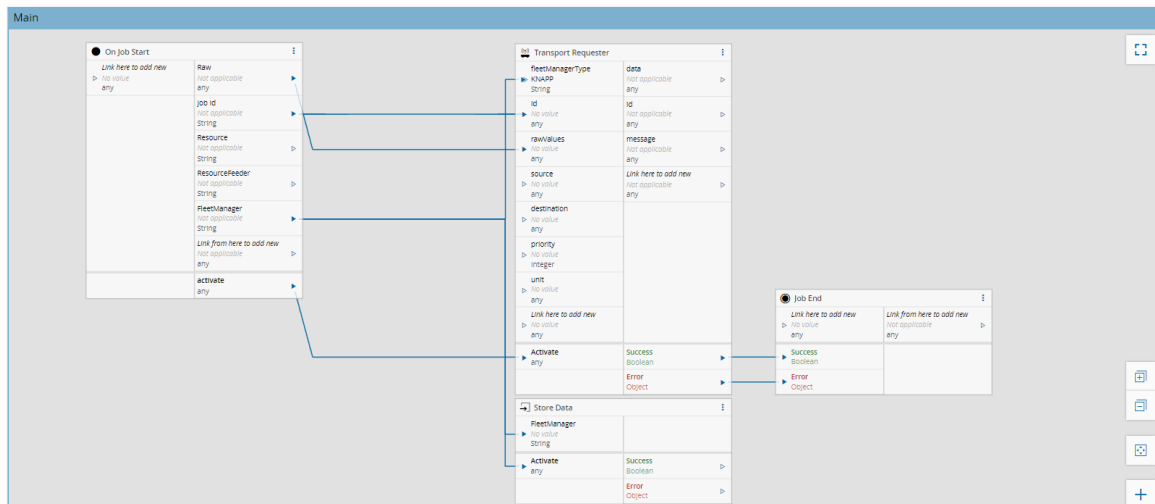 Main
On Job Start
Link here to add new
No value
any
Raw
Not applicable
any
Job Id
Not applicable
String
Resource
Not applicable
String
ResourceFeeder
Not applicable
String
FleetManager
Not applicable
String
Link from here to add new
Not applicable
any
activate
any
Transport Requester
fleetManagerType
KNAPP
String
Id
No value
any
rawValues
No value
any
source
No value
any
destination
No value
any
priority
No value
Integer
unit
No value
any
Link here to add new
No value
any
data
Not applicable
any
Id
Not applicable
any
message
Not applicable
any
Link here to add new
Not applicable
any
Activate
any
Success
Boolean
Error
Object
Store Data
FleetManager
No value
String
Activate
any
Success
Boolean
Error
Object
Job End
Link here to add new
No value
any
Link from here to add new
Not applicable
any
Success
Boolean
Error
Object